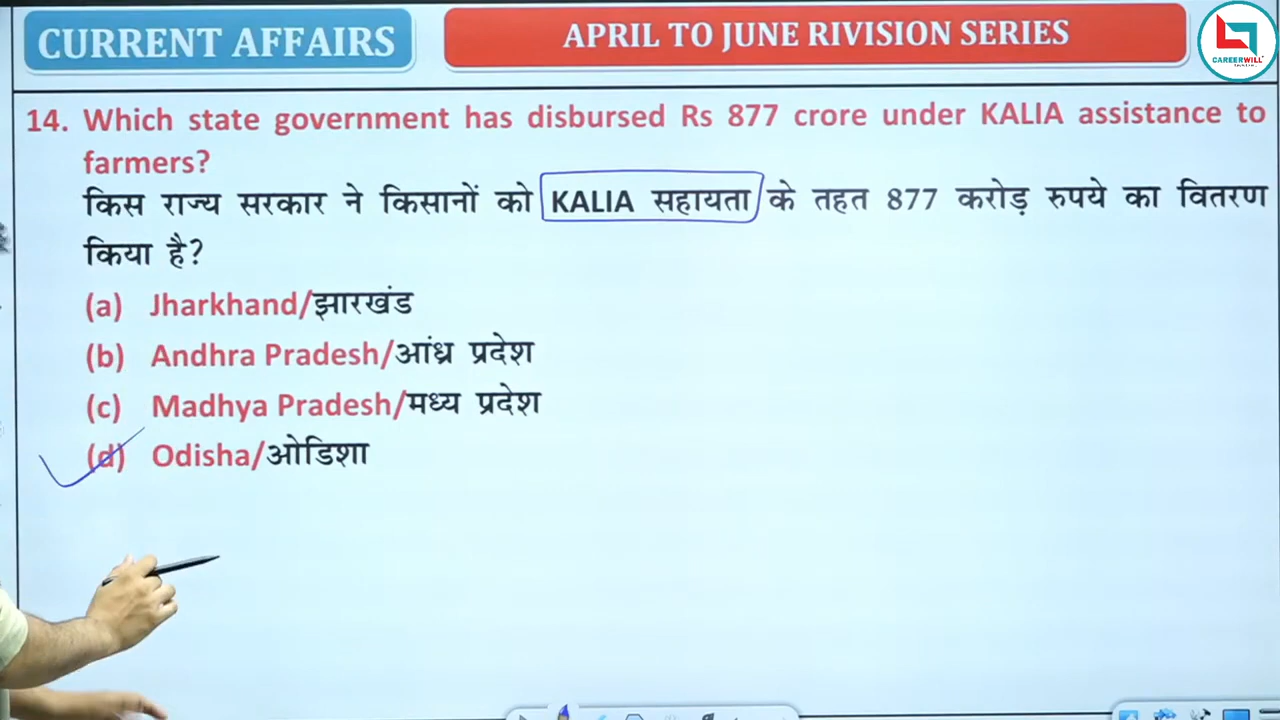 CURRENT AFFAIRS
APRIL TO JUNE RIVISION SERIES
CAREERWILL
14. Which state government has disbursed Rs 877 crore under KALIA assistance to
farmers?
किस राज्य सरकार ने किसानों को KALIA सहायता के तहत 877 करोड़ रुपये का वितरण
किया है?
(a) Jharkhand/झारखंड
(b) Andhra Pradesh/आंध्र प्रदेश
(c) Madhya Pradesh/मध्य प्रदेश
(d) Odisha/ओडिशा